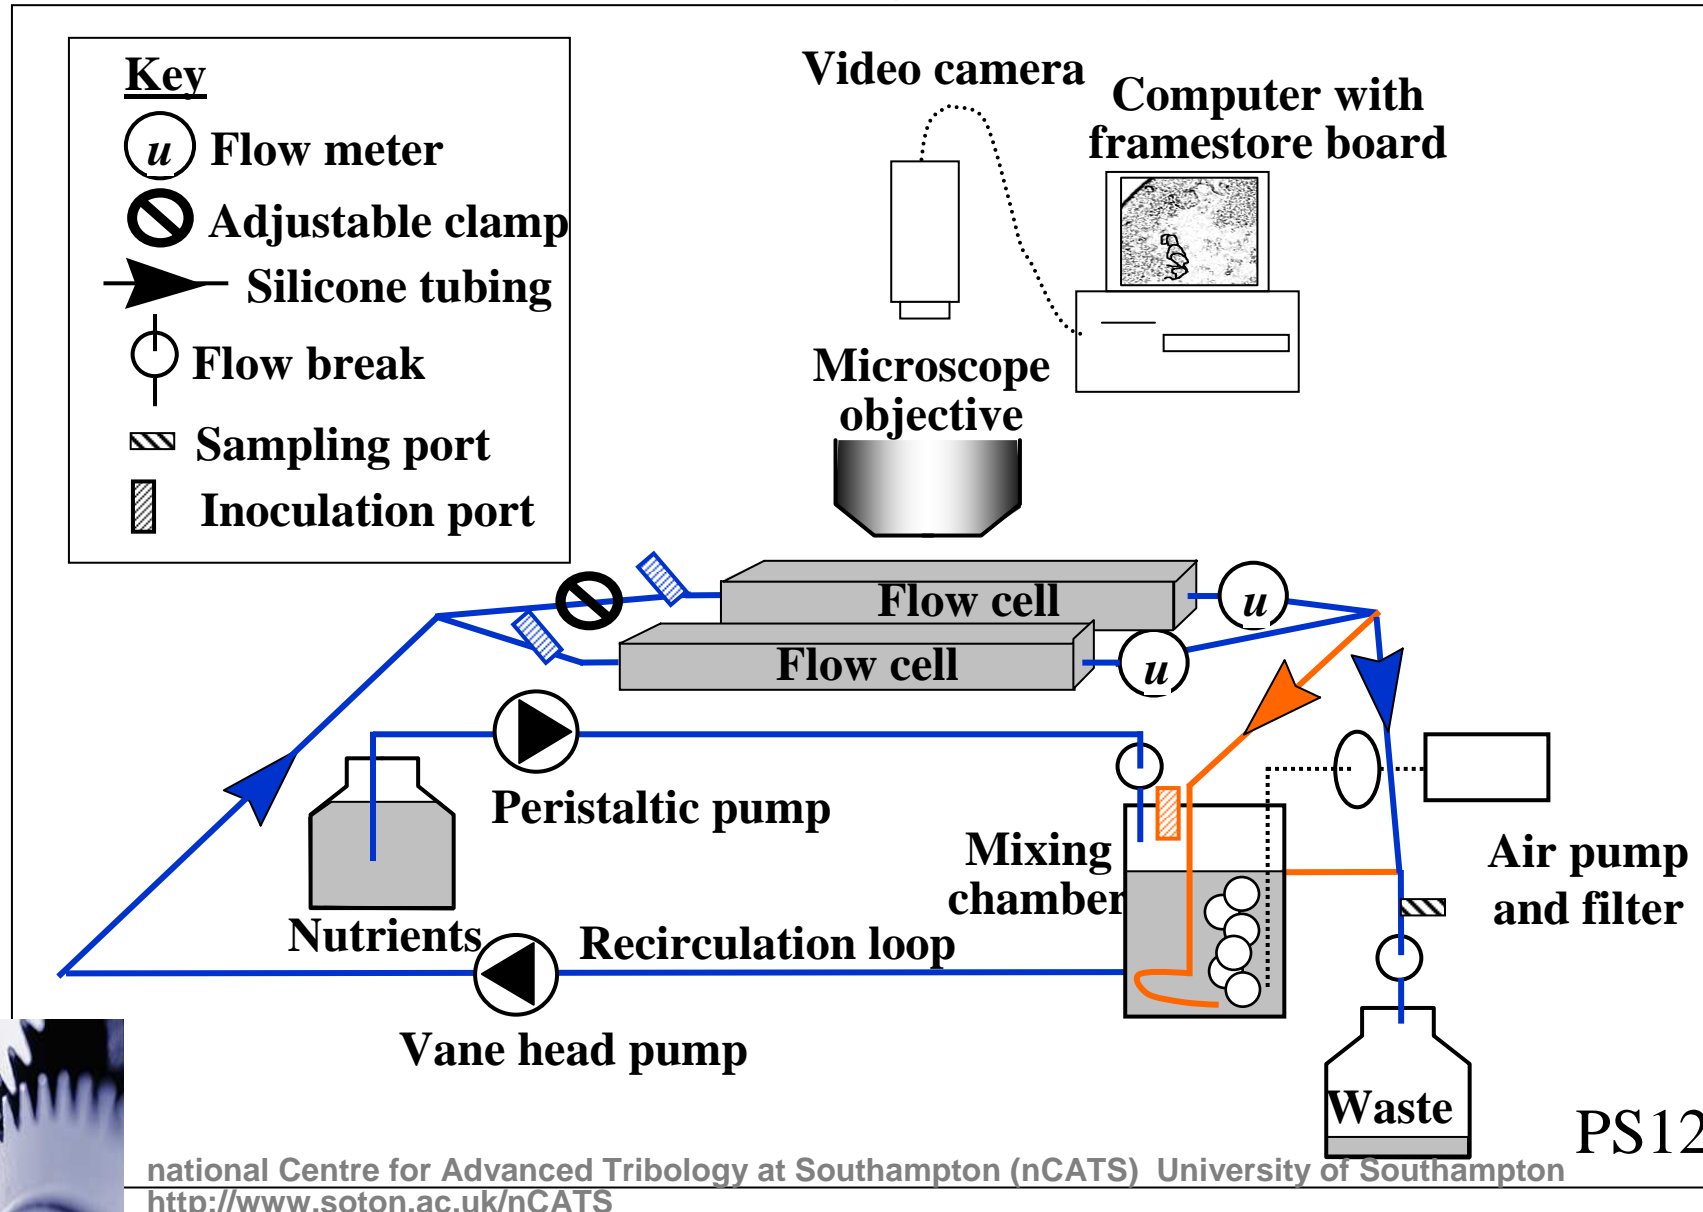 Key
u Flow meter
Adjustable clamp
Silicone tubing
Flow break
Sampling port
Inoculation port
Video camera
Computer with
framestore board
Microscope
objective
Flow cell
u
Flow cell
u
Peristaltic pump
Mixing
chamber
Air pump
and filter
Nutrients
Recirculation loop
Vane head pump
Waste
PS12
national Centre for Advanced Tribology at Southampton (nCATS) University of Southampton
http://www.soton.ac.uk/nCATS